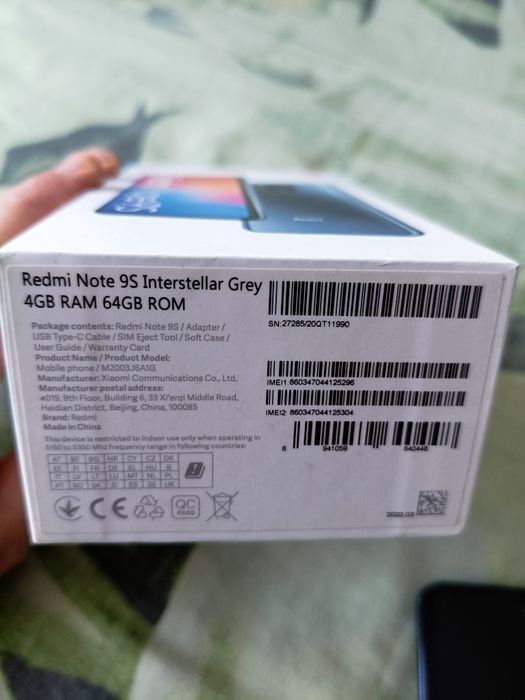 Redmi Note 9S Interstellar Grey
4GB RAM 64GB ROM
Package contents: Redmi Note 9S / Adapter /
USB Type-C Cable / SIM Eject Tool / Soft Case /
User Guide / Warranty Card
Product Name / Product Model:
Mobile phone / M2003J6A1G
Manufacturer: Xiaomi Communications Co., Ltd.
Manufacturer postal address:
#019, 9th Floor, Building 6, 33 Xi'erqi Middle Road,
Haidian District, Beijing, China, 100085
Brand: Redmi
Made in China
This device is restricted to indoor use only when operating in
5150 to 5350 Mhz frequency range in following countries:
AT BE BG HR CY CZ DK
EE FI FR DE EL HU IE
IT LV LT LU MT NL PL
PT RO SK SI ES SE UK
CE
QC
PASS
SN:27285/20QT11990
IMEI1:860347044125296
IMEI2: 860347044125304
6 941059 640448
2020.03